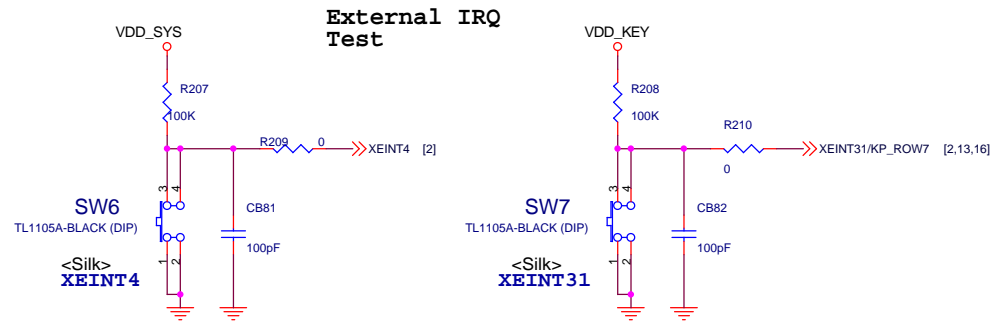 External IRQ
Test
VDD_SYS
R207
100K
R209 0
XEINT4 [2]
3 4
SW6
TL1105A-BLACK (DIP)
CB81
100pF
1 2
<Silk>
XEINT4
VDD_KEY
R208
100K
R210
0
XEINT31/KP_ROW7 [2,13,16]
3 4
SW7
TL1105A-BLACK (DIP)
CB82
100pF
1 2
<Silk>
XEINT31